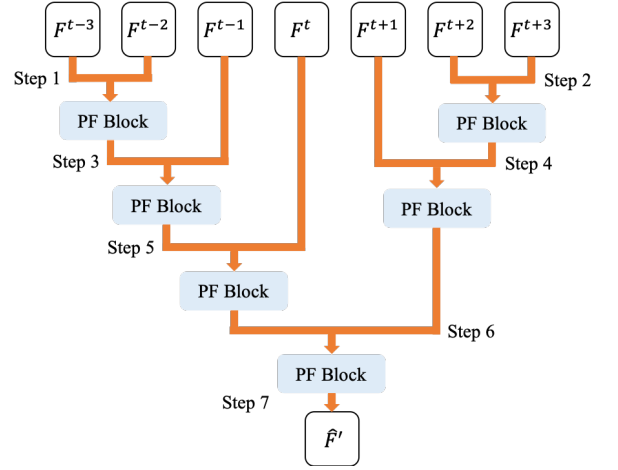 F^{t−3} F^{t−2} F^{t−1} F^t F^{t+1} F^{t+2} F^{t+3}
Step 1
Step 2
PF Block
PF Block
Step 3
Step 4
PF Block
PF Block
Step 5
PF Block
Step 6
PF Block
Step 7
F̂′